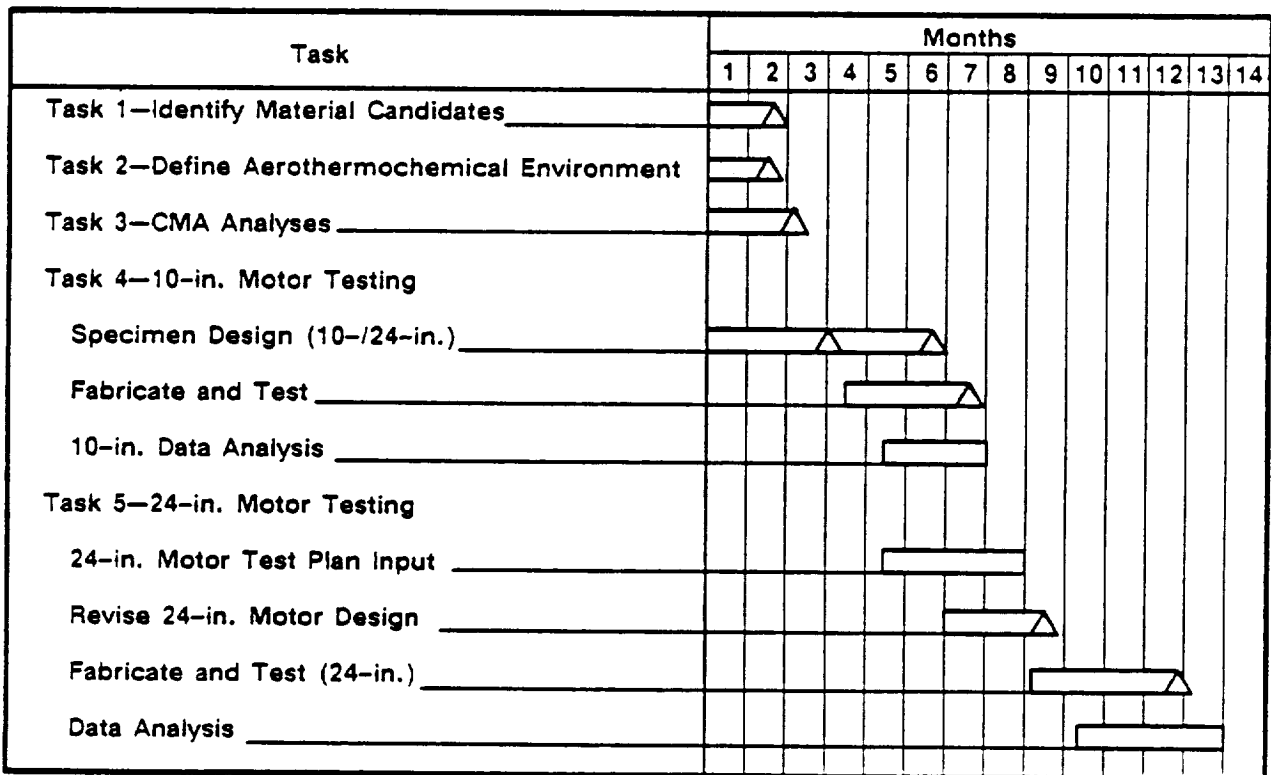 Task
Months
1 2 3 4 5 6 7 8 9 10 11 12 13 14
Task 1—Identify Material Candidates
Task 2—Define Aerothermochemical Environment
Task 3—CMA Analyses
Task 4—10-in. Motor Testing
Specimen Design (10-/24-in.)
Fabricate and Test
10-in. Data Analysis
Task 5—24-in. Motor Testing
24-in. Motor Test Plan Input
Revise 24-in. Motor Design
Fabricate and Test (24-in.)
Data Analysis